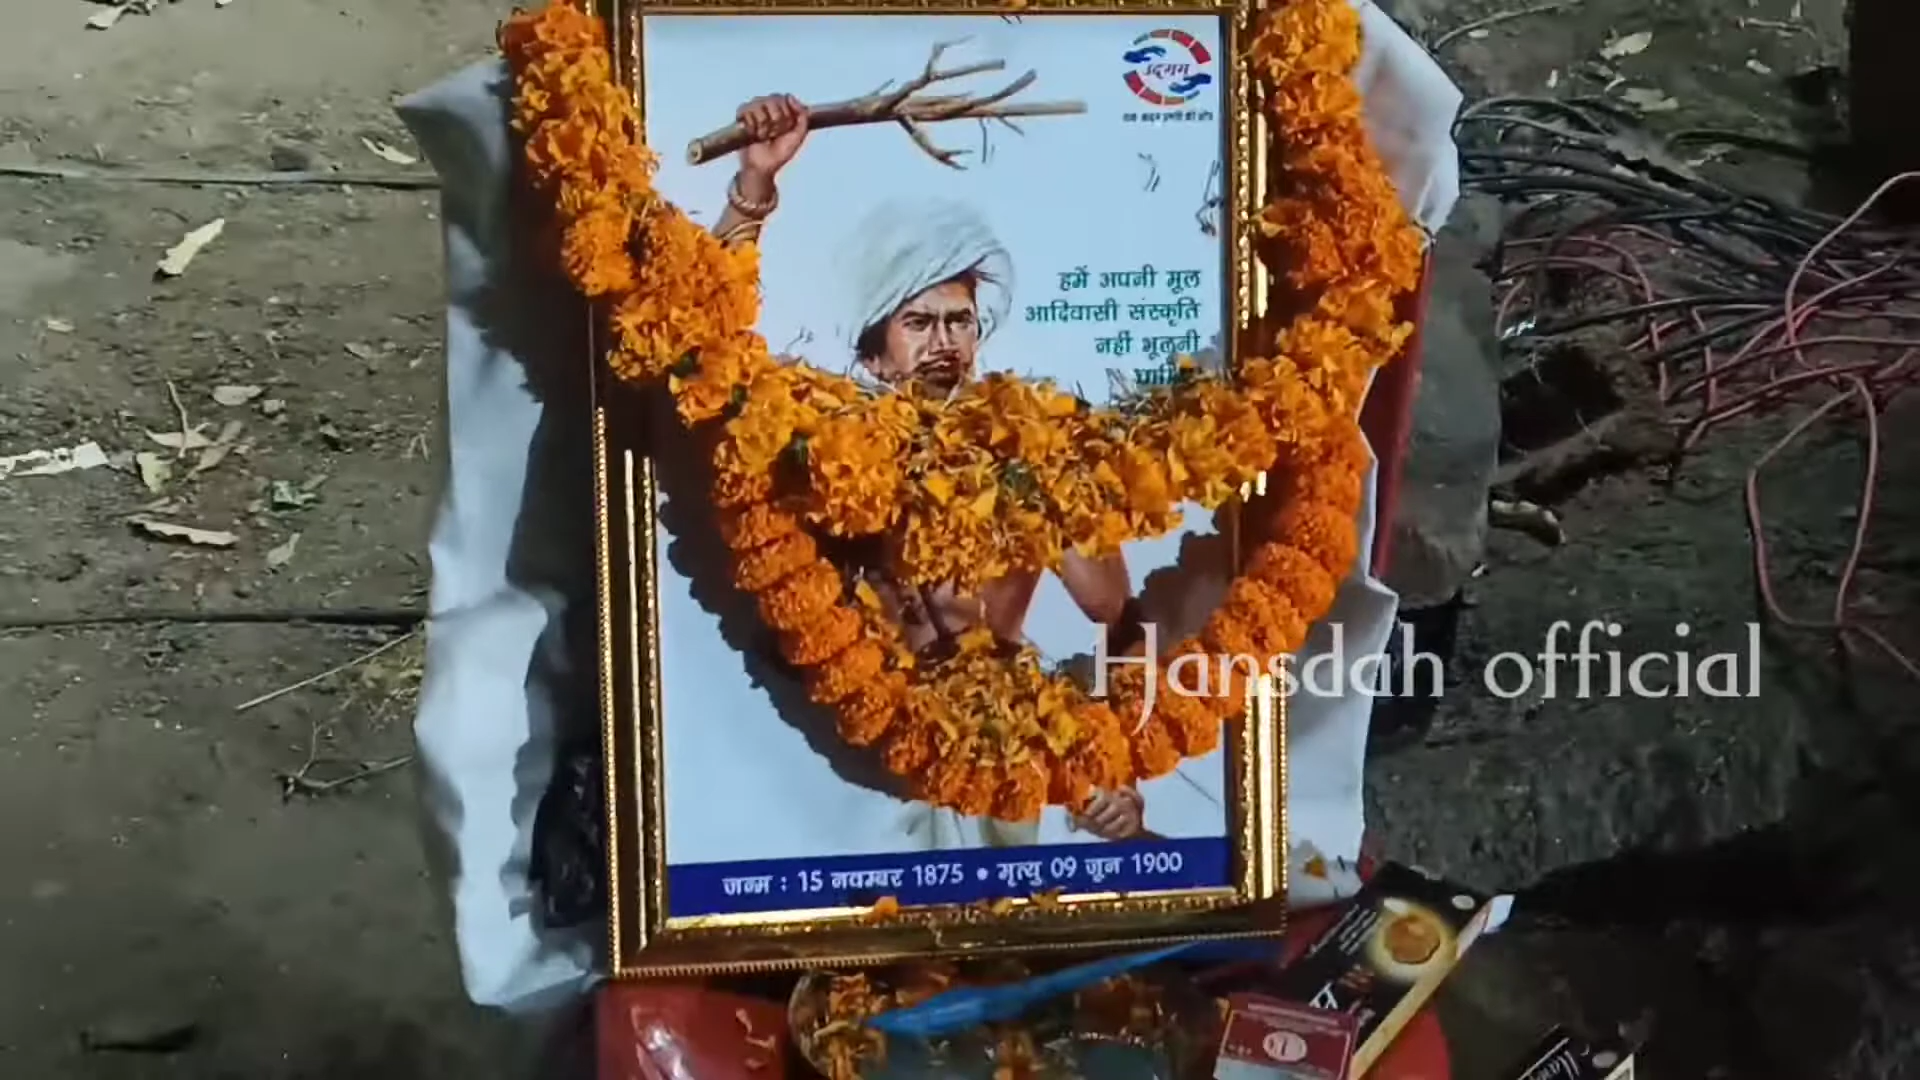 उद्गम
हमें अपनी मूल
आदिवासी संस्कृति
नहीं भूलनी
Hansdah official
जन्म : 15 नवम्बर 1875 • मृत्यु 09 जून 1900